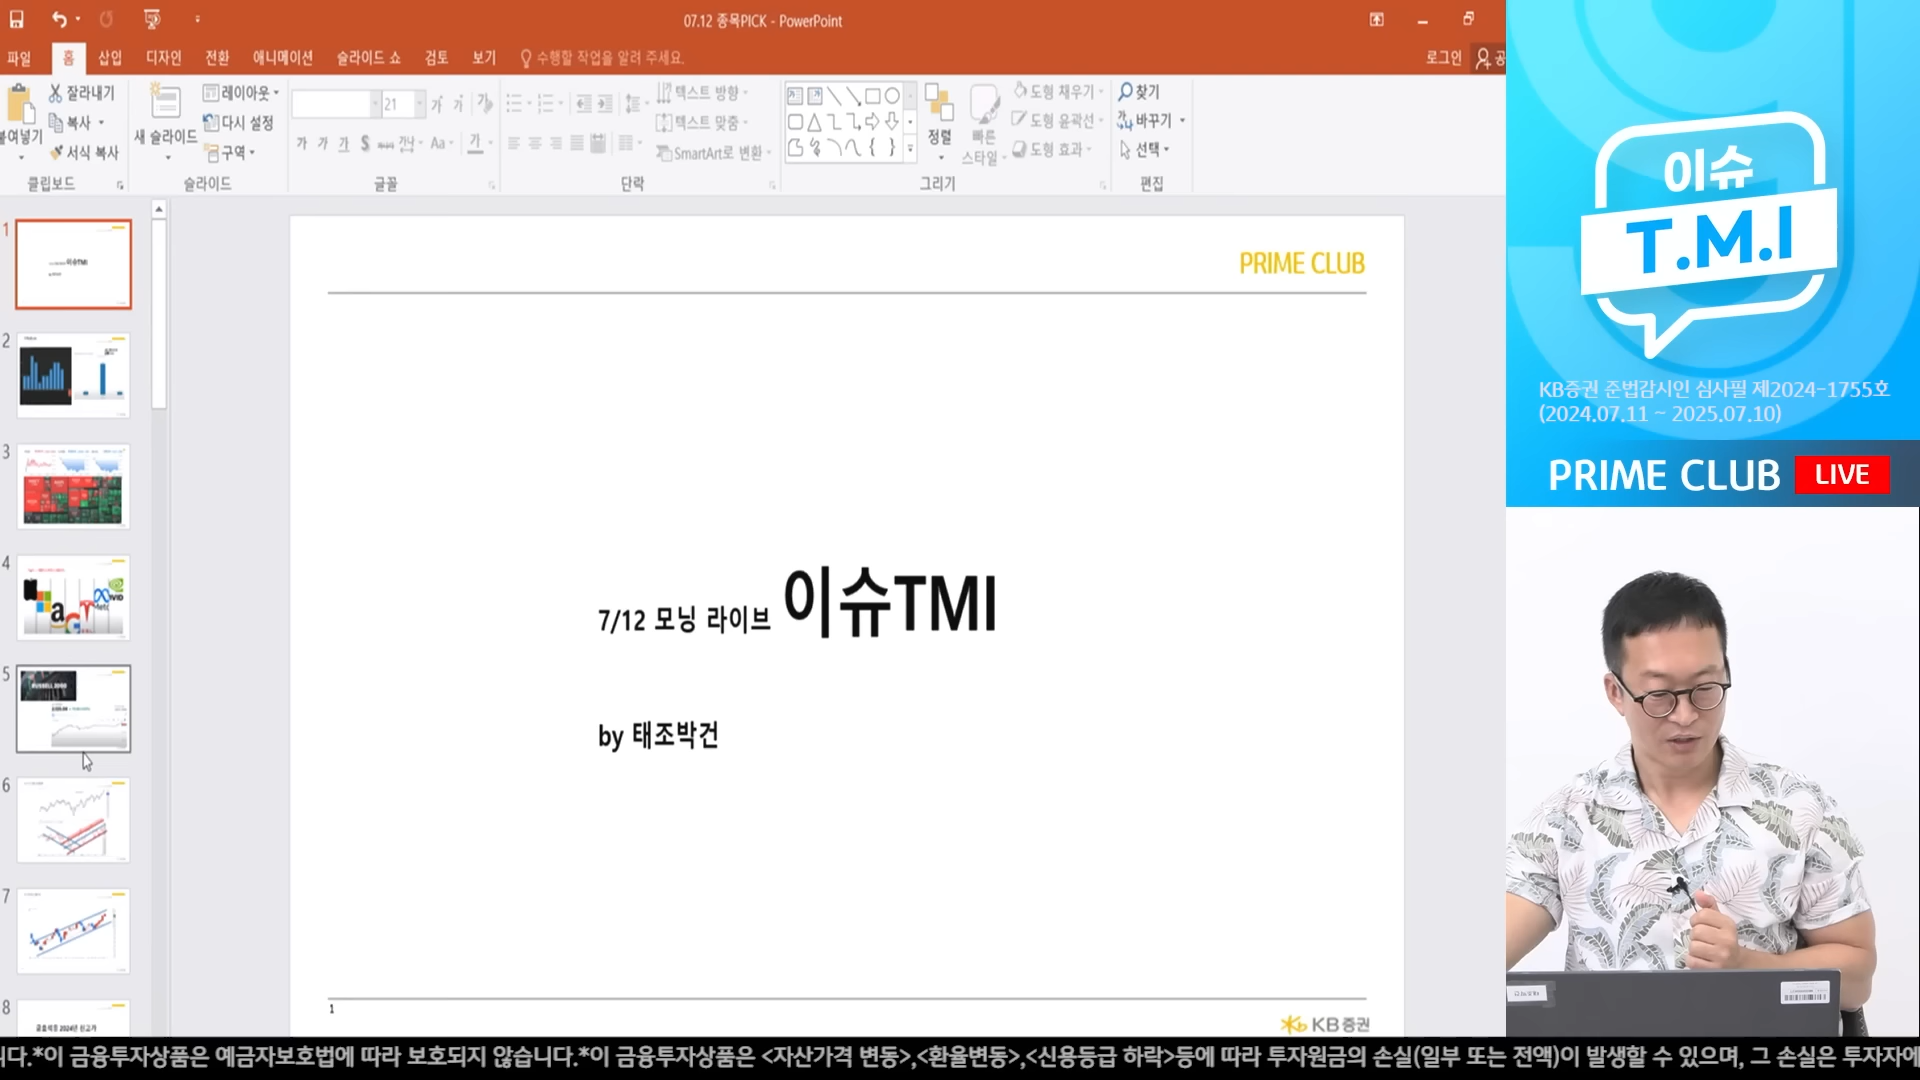 07.12 종목PICK - PowerPoint
파일 홈 삽입 디자인 전환 애니메이션 슬라이드 쇼 검토 보기 수행할 작업을 알려 주세요. 로그인
잘라내기
복사
서식 복사
클립보드
새 슬라이드
레이아웃
다시 설정
구역
슬라이드
21
글꼴
텍스트 방향
텍스트 맞춤
SmartArt로 변환
단락
정렬
빠른
스타일
도형 채우기
도형 윤곽선
도형 효과
그리기
찾기
바꾸기
선택
편집
1
2
3
4
5
6
7
8
PRIME CLUB
7/12 모닝 라이브 이슈TMI
by 태조박건
1
KB증권
이슈
T.M.I
KB증권 준법감시인 심사필 제2024-1755호
(2024.07.11 ~ 2025.07.10)
PRIME CLUB LIVE
니다.*이 금융투자상품은 예금자보호법에 따라 보호되지 않습니다.*이 금융투자상품은 <자산가격 변동>,<환율변동>,<신용등급 하락>등에 따라 투자원금의 손실(일부 또는 전액)이 발생할 수 있으며, 그 손실은 투자자에